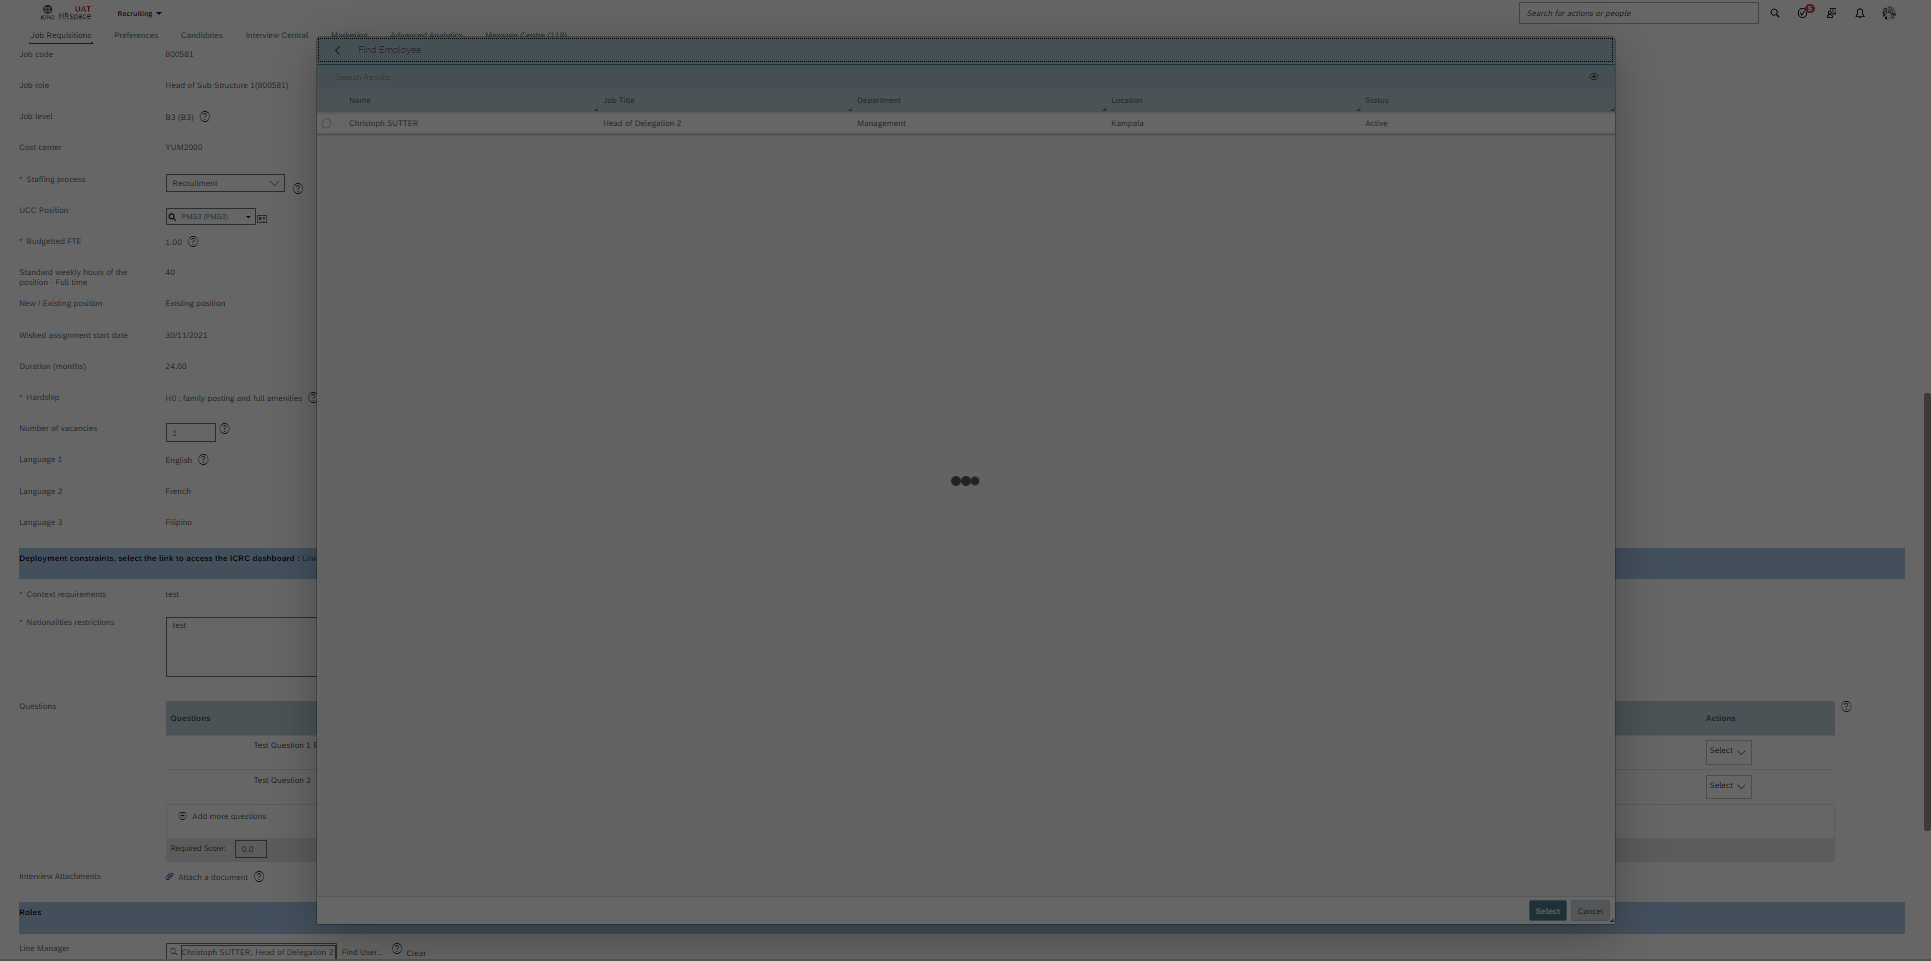 UAT
ICRC HRspace
Recruiting
Search for actions or people
5
Job Requisitions
Preferences
Candidates
Interview Central
Marketing
Advanced Analytics
Message Centre (118)
Job code
800581
Job role
Head of Sub-Structure 1(800581)
Job level
B3 (B3)
Cost center
YUM2000
* Staffing process
Recruitment
UCC Position
PMG3 (PMG3)
* Budgetted FTE
1.00
Standard weekly hours of the
position - Full time
40
New / Existing position
Existing position
Wished assignment start date
30/11/2021
Duration (months)
24.00
* Hardship
H0 : family posting and full amenities
Number of vacancies
1
Language 1
English
Language 2
French
Language 3
Filipino
Deployment constraints, select the link to access the ICRC dashboard : Link
* Context requirements
test
* Nationalities restrictions
test
Questions
Questions
Actions
Test Question 1 E
Select
Test Question 2
Select
Add more questions
Required Score:
0.0
Interview Attachments
Attach a document
Roles
Line Manager
Christoph SUTTER, Head of Delegation 2
Find User..
Clear
Find Employee
Search Results
Name
Job Title
Department
Location
Status
Christoph SUTTER
Head of Delegation 2
Management
Kampala
Active
Select
Cancel